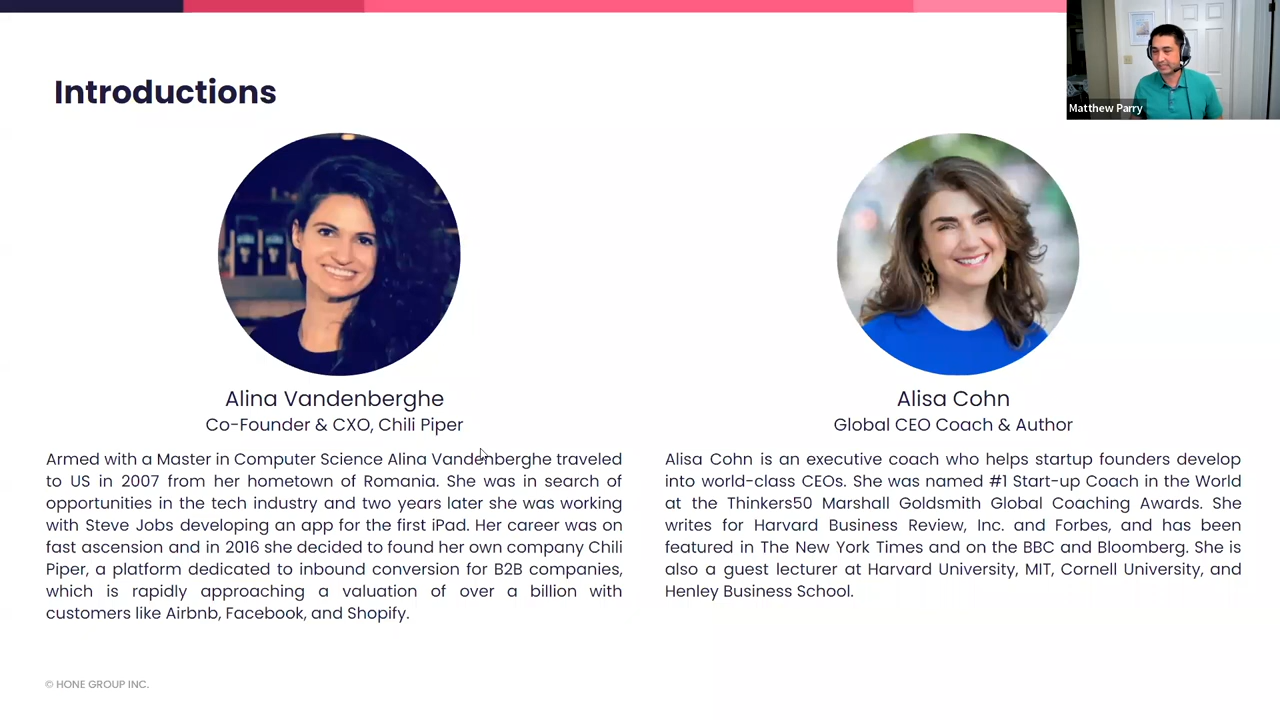 Introductions
Matthew Parry
Alina Vandenberghe
Co-Founder & CXO, Chili Piper
Armed with a Master in Computer Science Alina Vandenberghe traveled
to US in 2007 from her hometown of Romania. She was in search of
opportunities in the tech industry and two years later she was working
with Steve Jobs developing an app for the first iPad. Her career was on
fast ascension and in 2016 she decided to found her own company Chili
Piper, a platform dedicated to inbound conversion for B2B companies,
which is rapidly approaching a valuation of over a billion with
customers like Airbnb, Facebook, and Shopify.
Alisa Cohn
Global CEO Coach & Author
Alisa Cohn is an executive coach who helps startup founders develop
into world-class CEOs. She was named #1 Start-up Coach in the World
at the Thinkers50 Marshall Goldsmith Global Coaching Awards. She
writes for Harvard Business Review, Inc. and Forbes, and has been
featured in The New York Times and on the BBC and Bloomberg. She is
also a guest lecturer at Harvard University, MIT, Cornell University, and
Henley Business School.
© HONE GROUP INC.